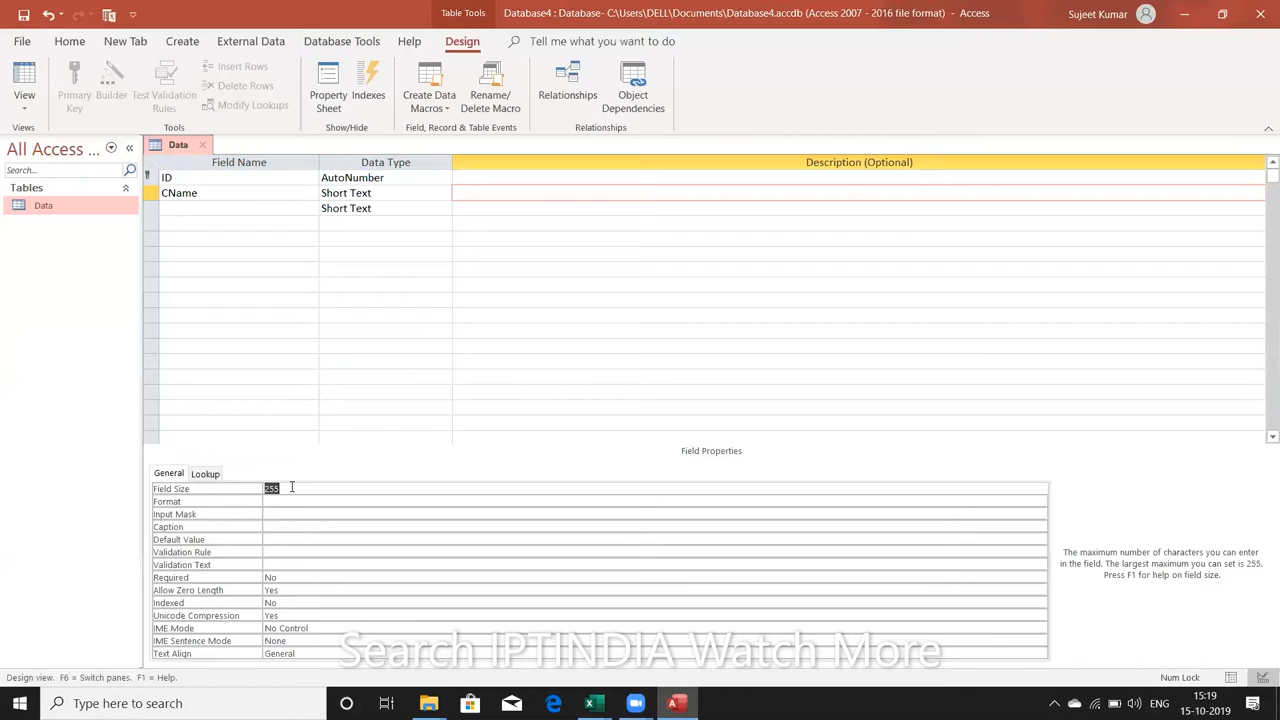 Table Tools
Database4 : Database- C:\Users\DELL\Documents\Database4.accdb (Access 2007 - 2016 file format) - Access
Sujeet Kumar
File Home New Tab Create External Data Database Tools Help Design Tell me what you want to do
View
Primary Key
Builder
Test Validation Rules
Insert Rows
Delete Rows
Modify Lookups
Property Sheet
Indexes
Create Data Macros
Rename/ Delete Macro
Relationships
Object Dependencies
Views Tools Show/Hide Field, Record & Table Events Relationships
All Access ...
Search...
Tables
Data
Data
Field Name Data Type Description (Optional)
ID AutoNumber
CName Short Text
Short Text
Field Properties
General Lookup
Field Size 255
Format
Input Mask
Caption
Default Value
Validation Rule
Validation Text
Required No
Allow Zero Length Yes
Indexed No
Unicode Compression Yes
IME Mode No Control
IME Sentence Mode None
Text Align General
The maximum number of characters you can enter
in the field. The largest maximum you can set is 255.
Press F1 for help on field size.
Search IPTINDIA Watch More
Design view. F6 = Switch panes. F1 = Help.
Num Lock
Type here to search
ENG
15:19
15-10-2019